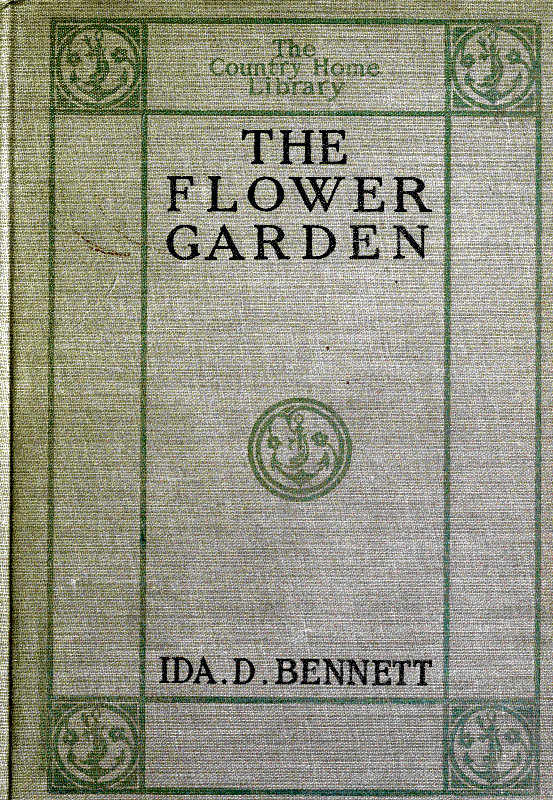 The
Country Home
Library
THE
FLOWER
GARDEN
IDA. D. BENNETT